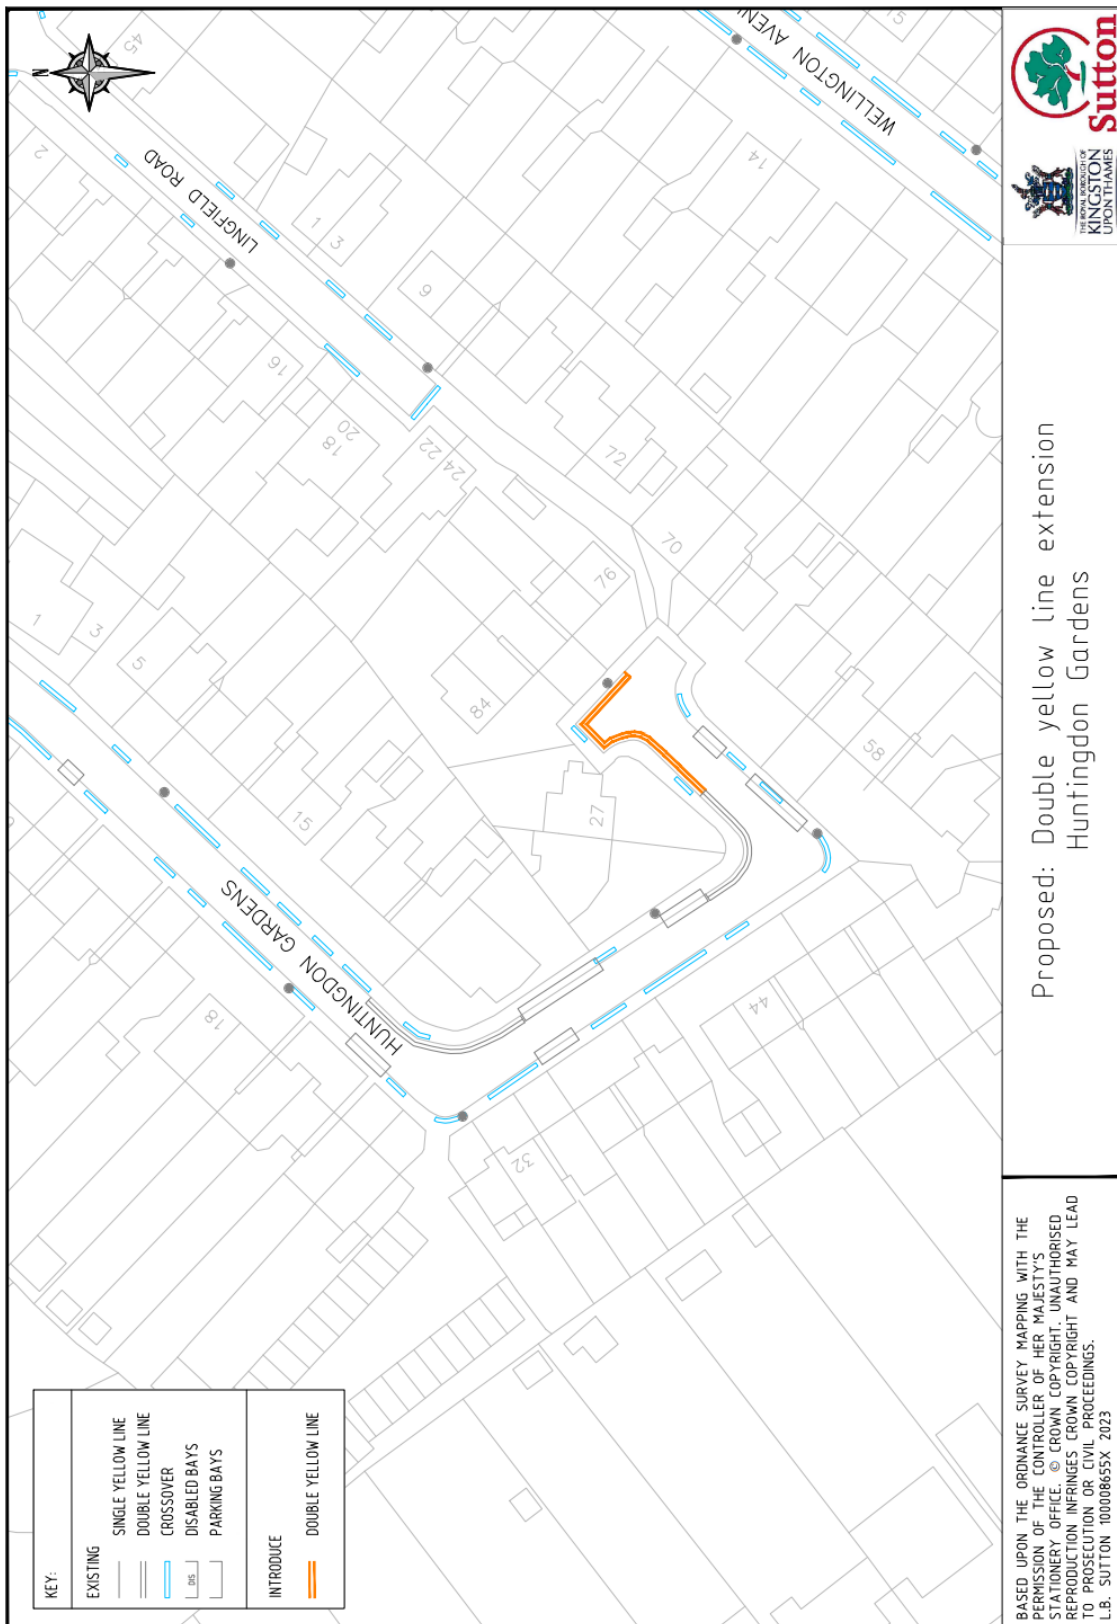 KEY:
EXISTING
SINGLE YELLOW LINE
DOUBLE YELLOW LINE
CROSSOVER
DIS
DISABLED BAYS
PARKING BAYS
INTRODUCE
DOUBLE YELLOW LINE
N
HUNTINGDON GARDENS
LINGFIELD ROAD
WELLINGTON AVEN
45
2
1
3
9
16
18
20
22
24
72
70
76
84
58
27
14
15
1
3
5
15
18
32
44
BASED UPON THE ORDNANCE SURVEY MAPPING WITH THE
PERMISSION OF THE CONTROLLER OF HER MAJESTY'S
STATIONERY OFFICE. © CROWN COPYRIGHT. UNAUTHORISED
REPRODUCTION INFRINGES CROWN COPYRIGHT AND MAY LEAD
TO PROSECUTION OR CIVIL PROCEEDINGS.
L.B. SUTTON 100008655X 2023
Proposed: Double yellow line extension
Huntingdon Gardens
THE ROYAL BOROUGH OF
KINGSTON
UPON THAMES
Sutton